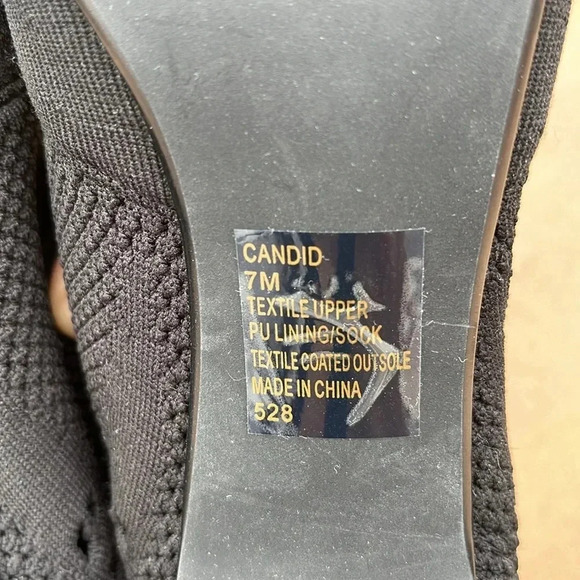 CANDID
7M
TEXTILE UPPER
PU LINING/SOCK
TEXTILE COATED OUTSOLE
MADE IN CHINA
528